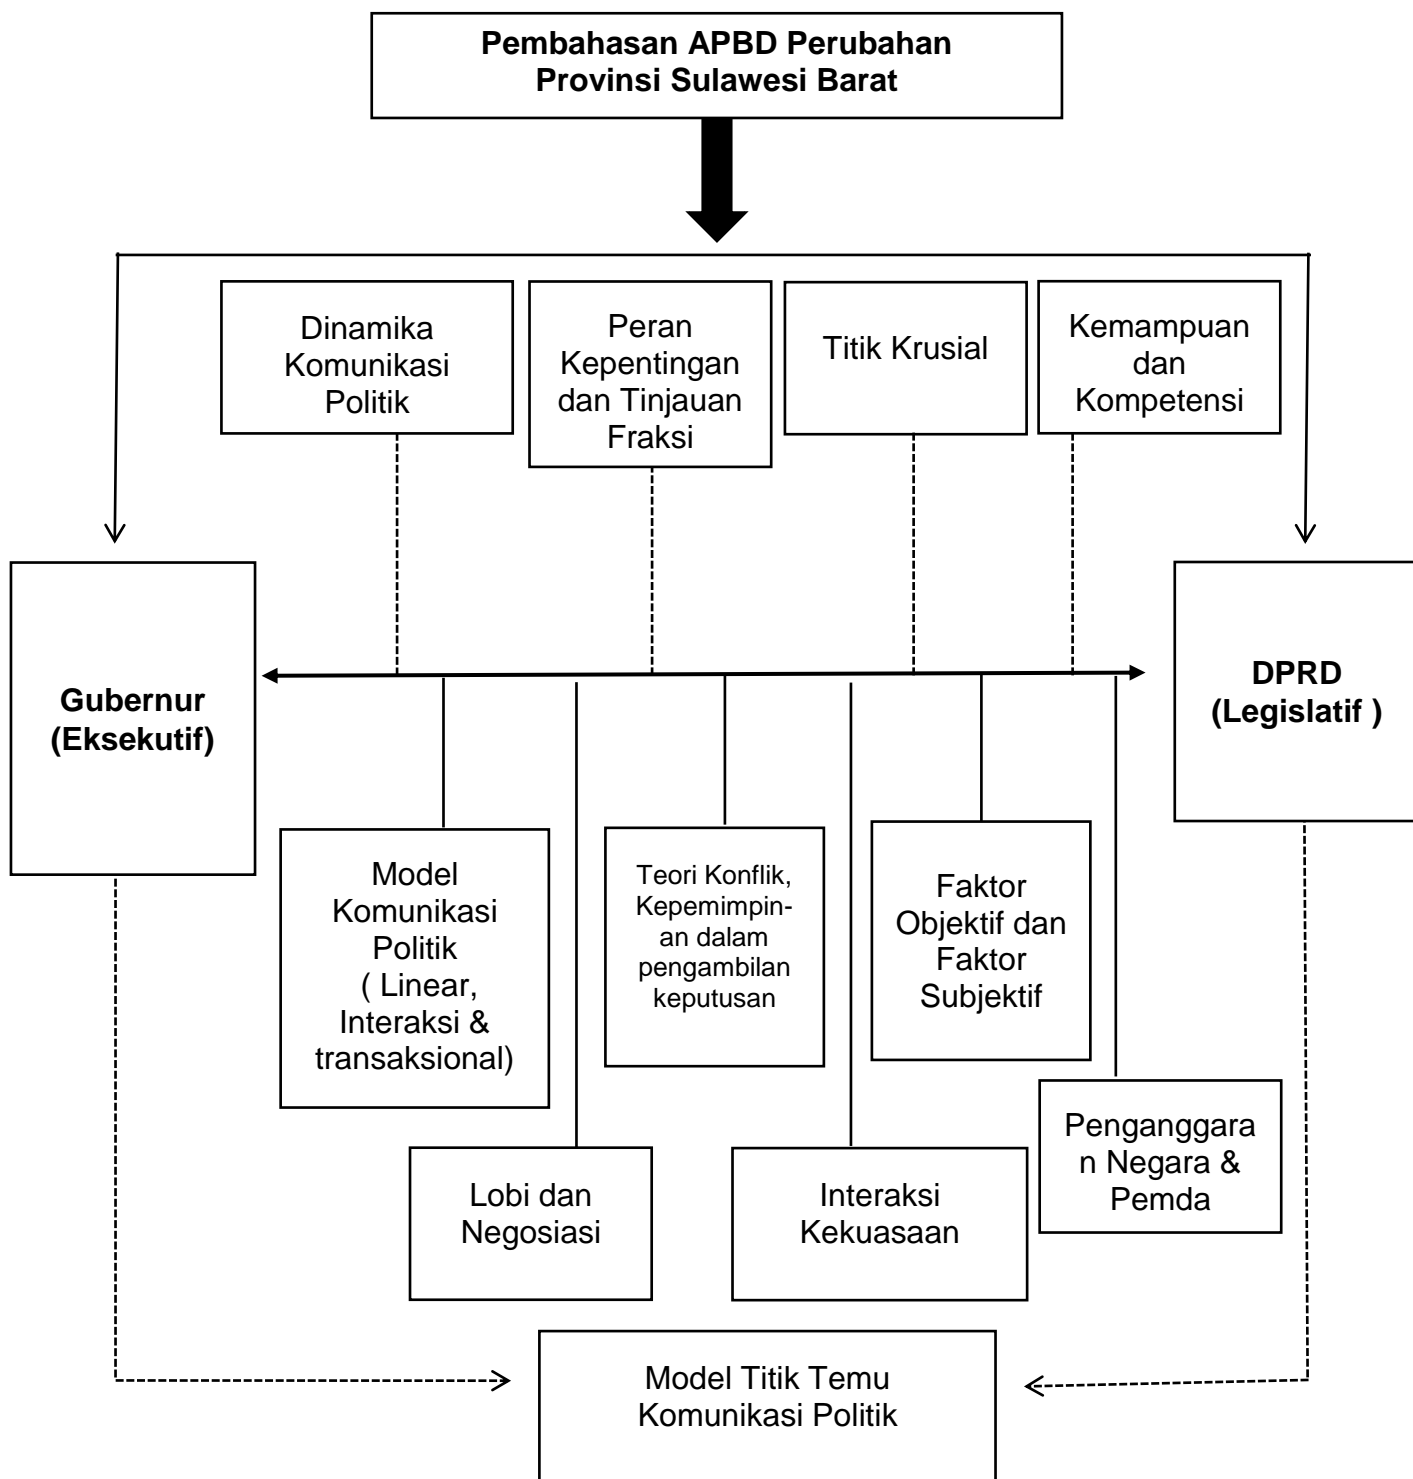 Pembahasan APBD Perubahan
Provinsi Sulawesi Barat
Dinamika
Komunikasi
Politik
Peran
Kepentingan
dan Tinjauan
Fraksi
Titik Krusial
Kemampuan
dan
Kompetensi
Gubernur
(Eksekutif)
DPRD
(Legislatif )
Model
Komunikasi
Politik
( Linear,
Interaksi &
transaksional)
Teori Konflik,
Kepemimpin-
an dalam
pengambilan
keputusan
Faktor
Objektif dan
Faktor
Subjektif
Penganggara
n Negara &
Pemda
Lobi dan
Negosiasi
Interaksi
Kekuasaan
Model Titik Temu
Komunikasi Politik